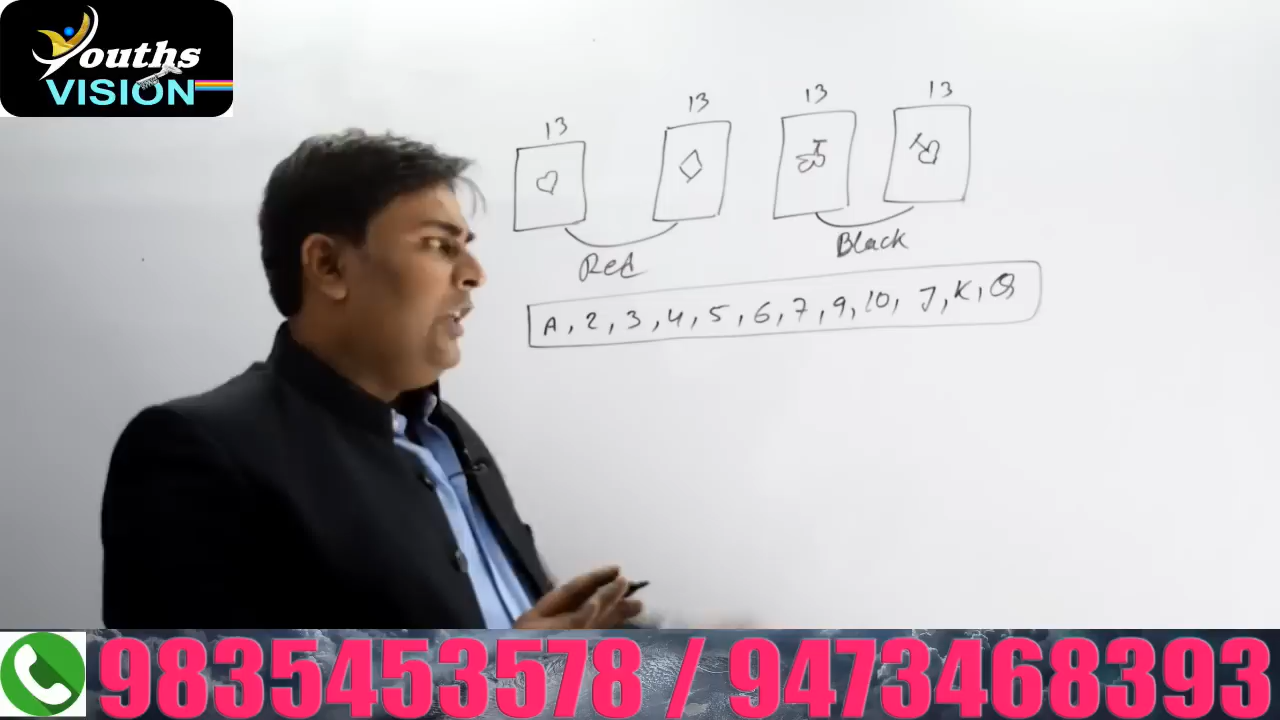 Youths
VISION
13 13 13 13
Red
Black
A, 2, 3, 4, 5, 6, 7, 9, 10, J, K, Q
9835453578 / 9473468393